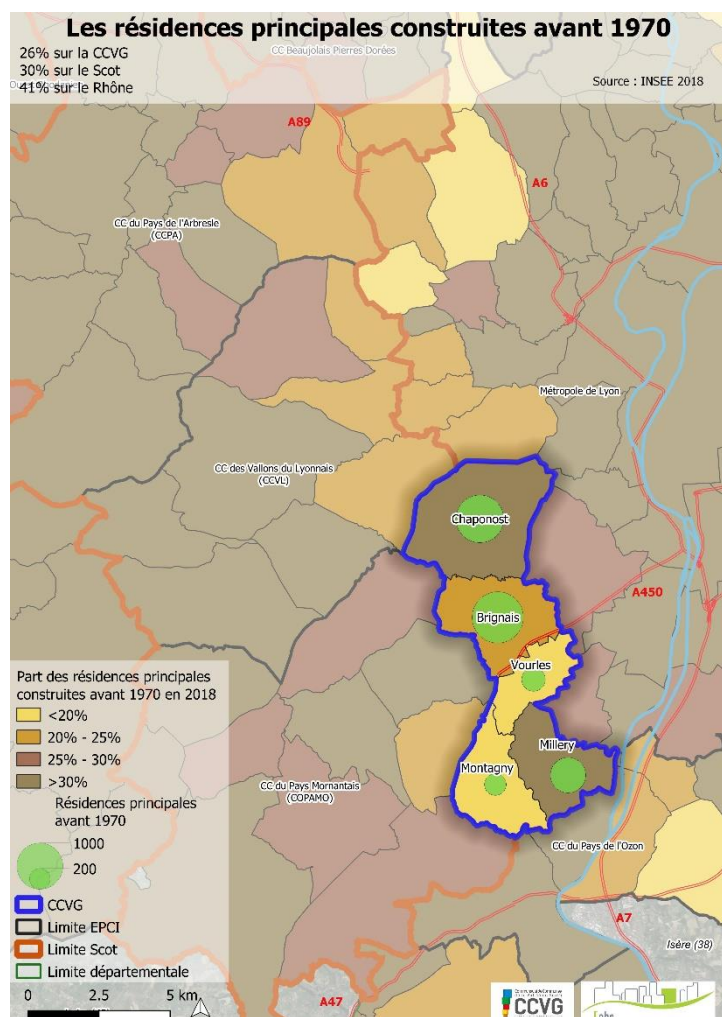 Les résidences principales construites avant 1970
26% sur la CCVG
30% sur le Scot
41% sur le Rhône
Source : INSEE 2018
CC Beaujolais Pierres Dorées
A89
A6
CC du Pays de l'Arbresle
(CCPA)
Métropole de Lyon
CC des Vallons du Lyonnais
(CCVL)
Chaponost
A450
Brignais
Vourles
Millery
Montagny
CC du Pays Mornantais
(COPAMO)
CC du Pays de l'Ozon
A7
Isère (38)
A47
Part des résidences principales
construites avant 1970 en 2018
<20%
20% - 25%
25% - 30%
>30%
Résidences principales
avant 1970
1000
200
CCVG
Limite EPCI
Limite Scot
Limite départementale
0 2.5 5 km
CCVG